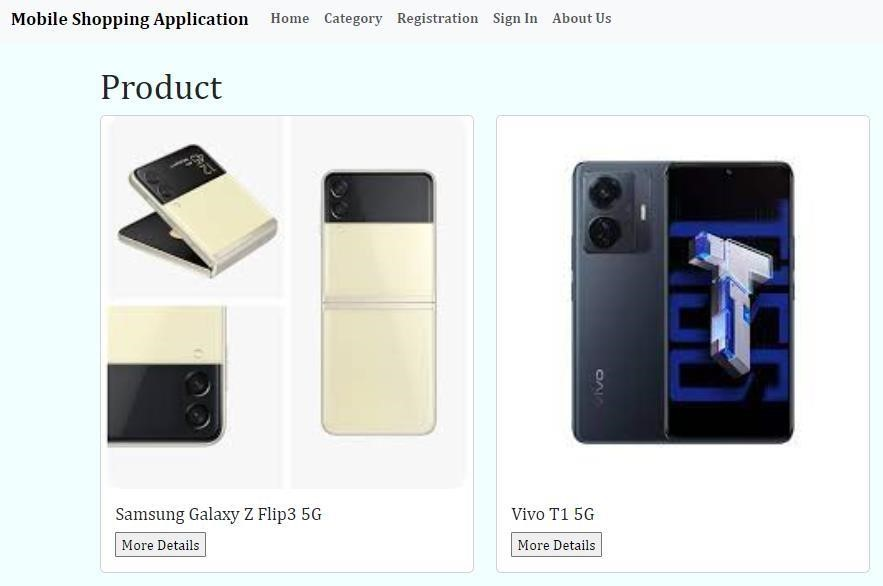 Mobile Shopping Application Home Category Registration Sign In About Us
Product
vivo
Samsung Galaxy Z Flip3 5G
Vivo T1 5G
More Details
More Details